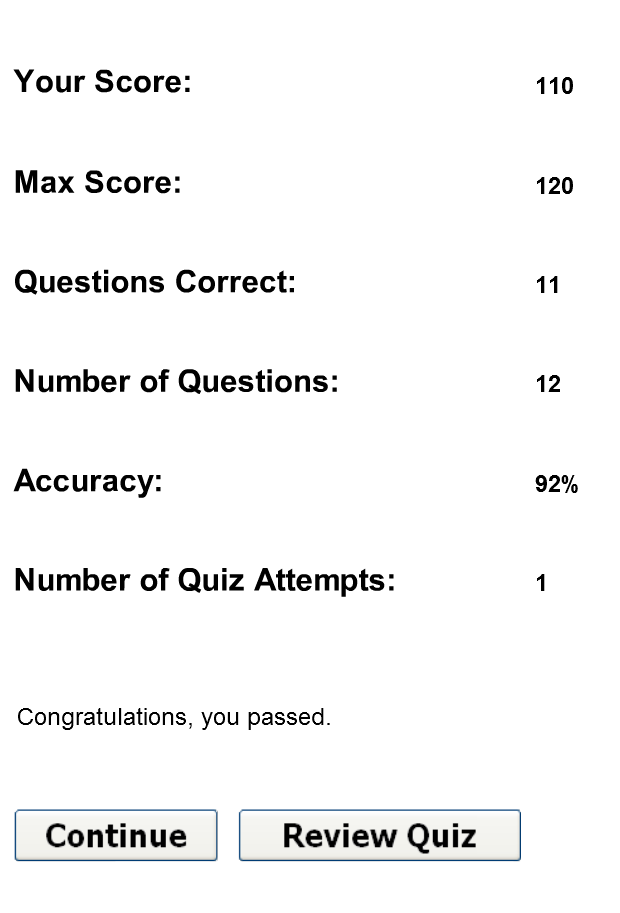 Your Score: 110
Max Score: 120
Questions Correct: 11
Number of Questions: 12
Accuracy: 92%
Number of Quiz Attempts: 1
Congratulations, you passed.
Continue Review Quiz